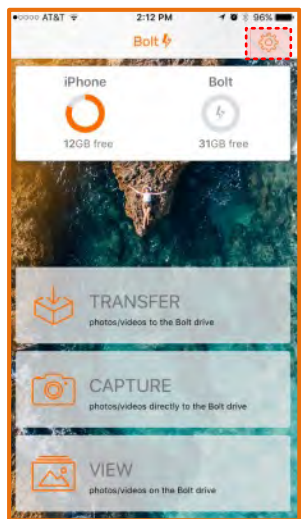 AT&T 2:12 PM 96%
Bolt
iPhone Bolt
12GB free 31GB free
TRANSFER
photos/videos to the Bolt drive
CAPTURE
photos/videos directly to the Bolt drive
VIEW
photos/videos on the Bolt drive